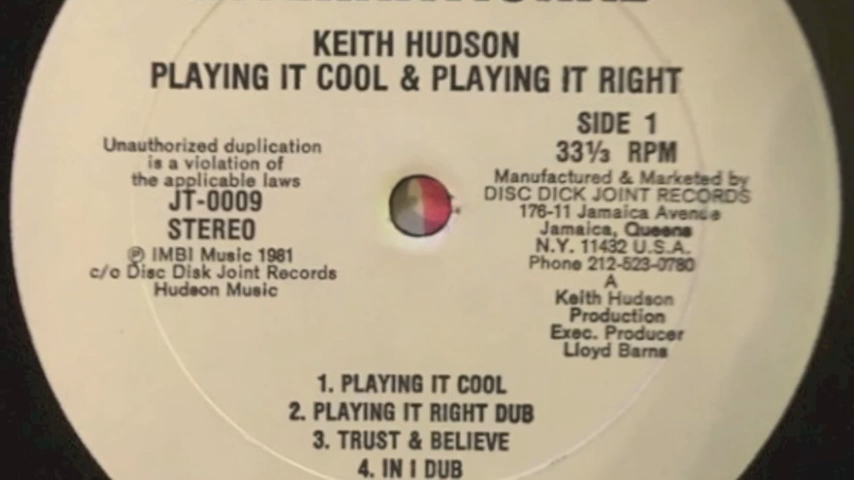 KEITH HUDSON
PLAYING IT COOL & PLAYING IT RIGHT
Unauthorized duplication
is a violation of
the applicable laws
JT-0009
STEREO
℗ IMBI Music 1981
c/o Disc Disk Joint Records
Hudson Music
SIDE 1
33⅓ RPM
Manufactured & Marketed by
DISC DICK JOINT RECORDS
176-11 Jamaica Avenue
Jamaica, Queens
N.Y. 11432 U.S.A.
Phone 212-523-0780
A
Keith Hudson
Production
Exec. Producer
Lloyd Barns
1. PLAYING IT COOL
2. PLAYING IT RIGHT DUB
3. TRUST & BELIEVE
4. IN I DUB